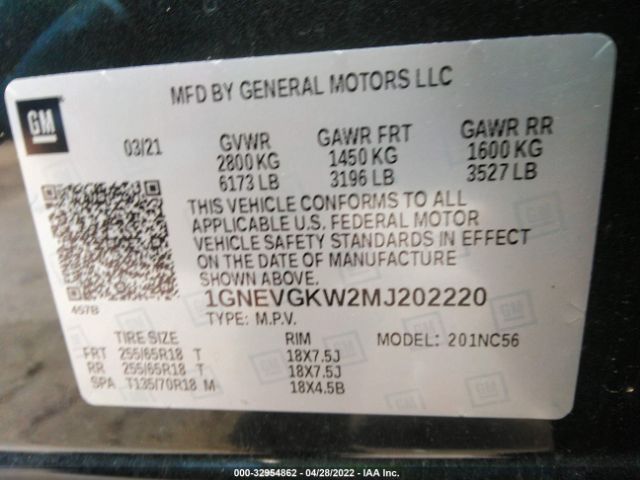 MFD BY GENERAL MOTORS LLC
GM
03/21 GVWR GAWR FRT GAWR RR
2800 KG 1450 KG 1600 KG
6173 LB 3196 LB 3527 LB
THIS VEHICLE CONFORMS TO ALL
APPLICABLE U.S. FEDERAL MOTOR
VEHICLE SAFETY STANDARDS IN EFFECT
ON THE DATE OF MANUFACTURE
SHOWN ABOVE.
457B
1GNEVGKW2MJ202220
TYPE: M.P.V. MODEL: 201NC56
TIRE SIZE RIM
FRT 255/65R18 T 18X7.5J
RR 255/65R18 T 18X7.5J
SPA T135/70R18 M 18X4.5B
000-32954862 - 04/28/2022 - IAA Inc.